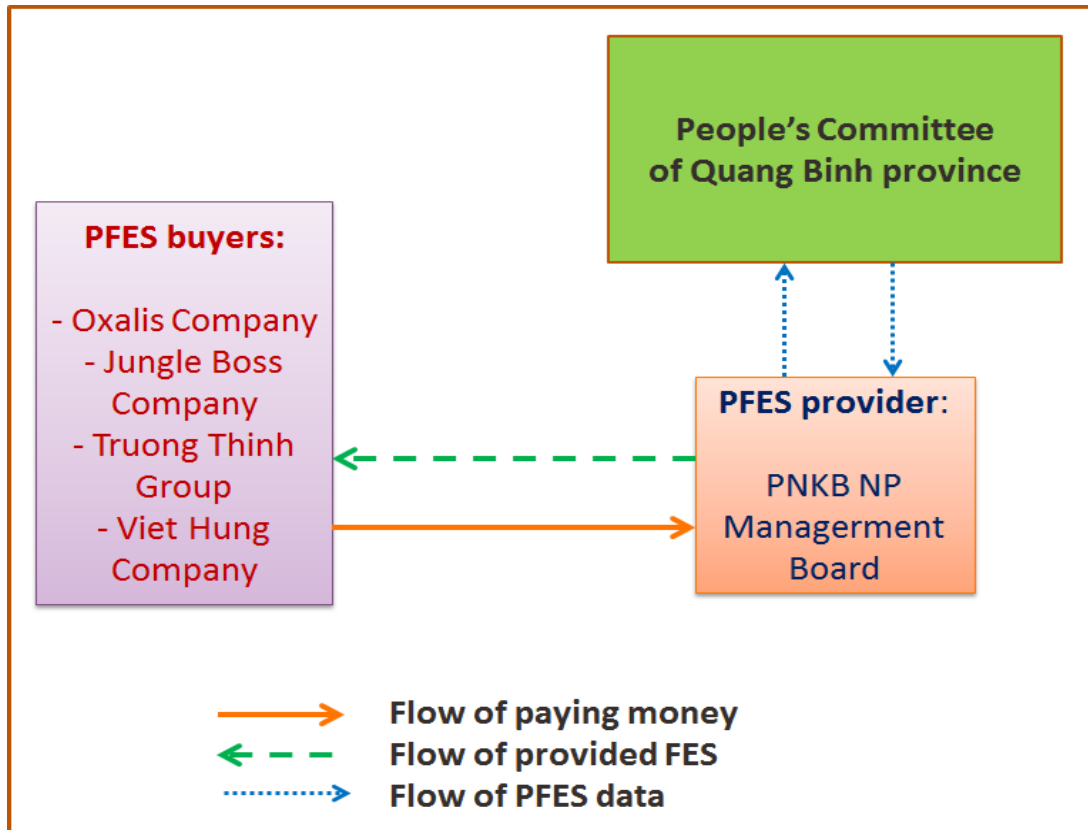 People’s Committee
of Quang Binh province
PFES buyers:
- Oxalis Company
- Jungle Boss
Company
- Truong Thinh
Group
- Viet Hung
Company
PFES provider:
PNKB NP
Managerment
Board
Flow of paying money
Flow of provided FES
Flow of PFES data